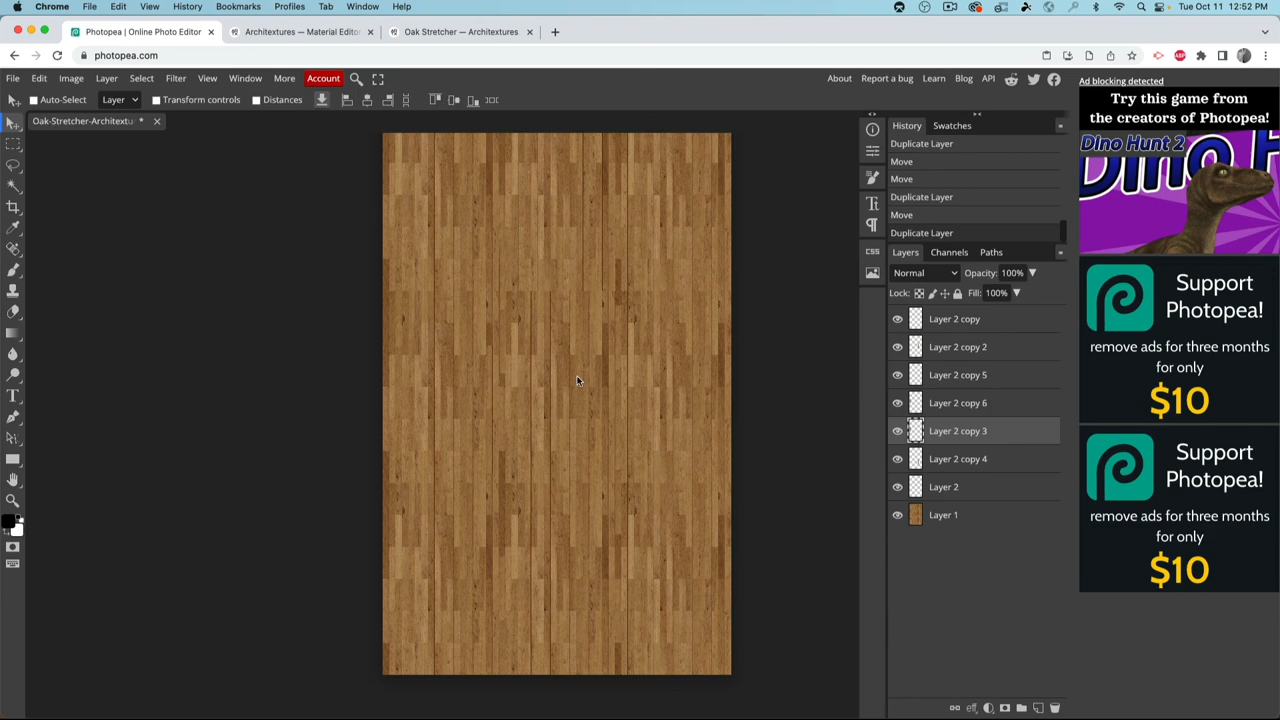 Chrome File Edit View History Bookmarks Profiles Tab Window Help Tue Oct 11 12:52 PM
Photopea | Online Photo Editor Architextures — Material Editor Oak Stretcher — Architextures
photopea.com
File Edit Image Layer Select Filter View Window More Account About Report a bug Learn Blog API
Auto-Select Layer Transform controls Distances
Oak-Stretcher-Architextu *
History Swatches
Duplicate Layer
Move
Move
Duplicate Layer
Move
Duplicate Layer
Layers Channels Paths
Normal Opacity: 100%
Lock: Fill: 100%
Layer 2 copy
Layer 2 copy 2
Layer 2 copy 5
Layer 2 copy 6
Layer 2 copy 3
Layer 2 copy 4
Layer 2
Layer 1
CSS
Ad blocking detected
Try this game from
the creators of Photopea!
Dino Hunt 2
Support
Photopea!
remove ads for three months
for only
$10
Support
Photopea!
remove ads for three months
for only
$10